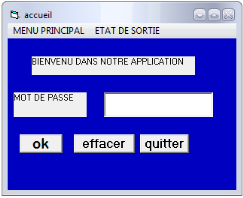 accueil
MENU PRINCIPAL ETAT DE SORTIE
BIENVENU DANS NOTRE APPLICATION
MOT DE PASSE
ok effacer quitter